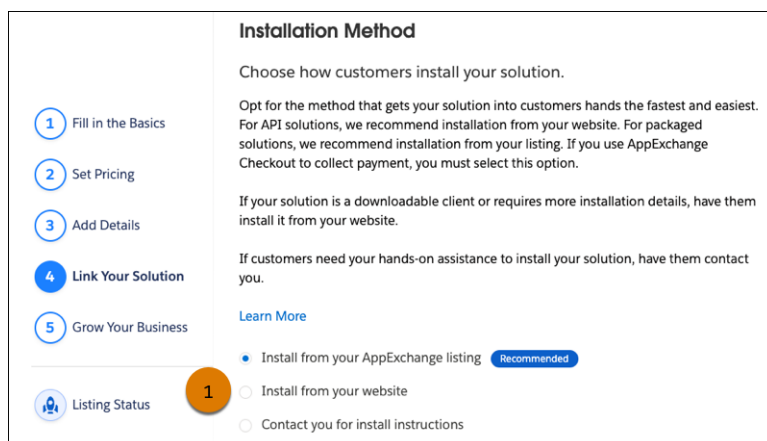 Installation Method
Choose how customers install your solution.
Opt for the method that gets your solution into customers hands the fastest and easiest.
For API solutions, we recommend installation from your website. For packaged
solutions, we recommend installation from your listing. If you use AppExchange
Checkout to collect payment, you must select this option.
If your solution is a downloadable client or requires more installation details, have them
install it from your website.
If customers need your hands-on assistance to install your solution, have them contact
you.
Learn More
Install from your AppExchange listing Recommended
1 Install from your website
Contact you for install instructions
1 Fill in the Basics
2 Set Pricing
3 Add Details
4 Link Your Solution
5 Grow Your Business
Listing Status